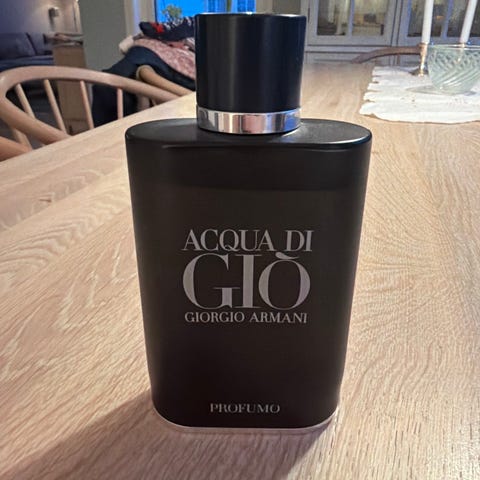 ACQUA DI
GIÒ
GIORGIO ARMANI
PROFUMO